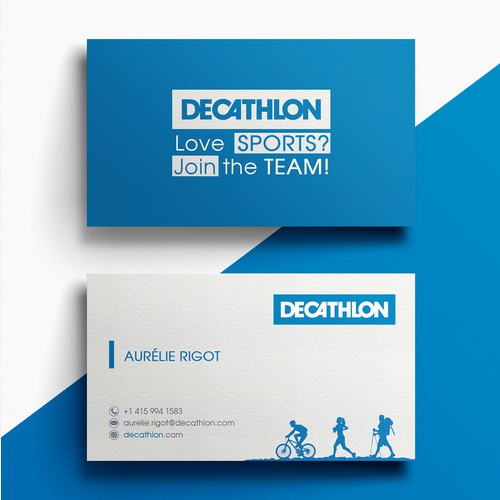 DECATHLON
Love SPORTS?
Join the TEAM!
DECATHLON
AURÉLIE RIGOT
+1 415 994 1583
aurelie.rigot@decathlon.com
decathlon.com